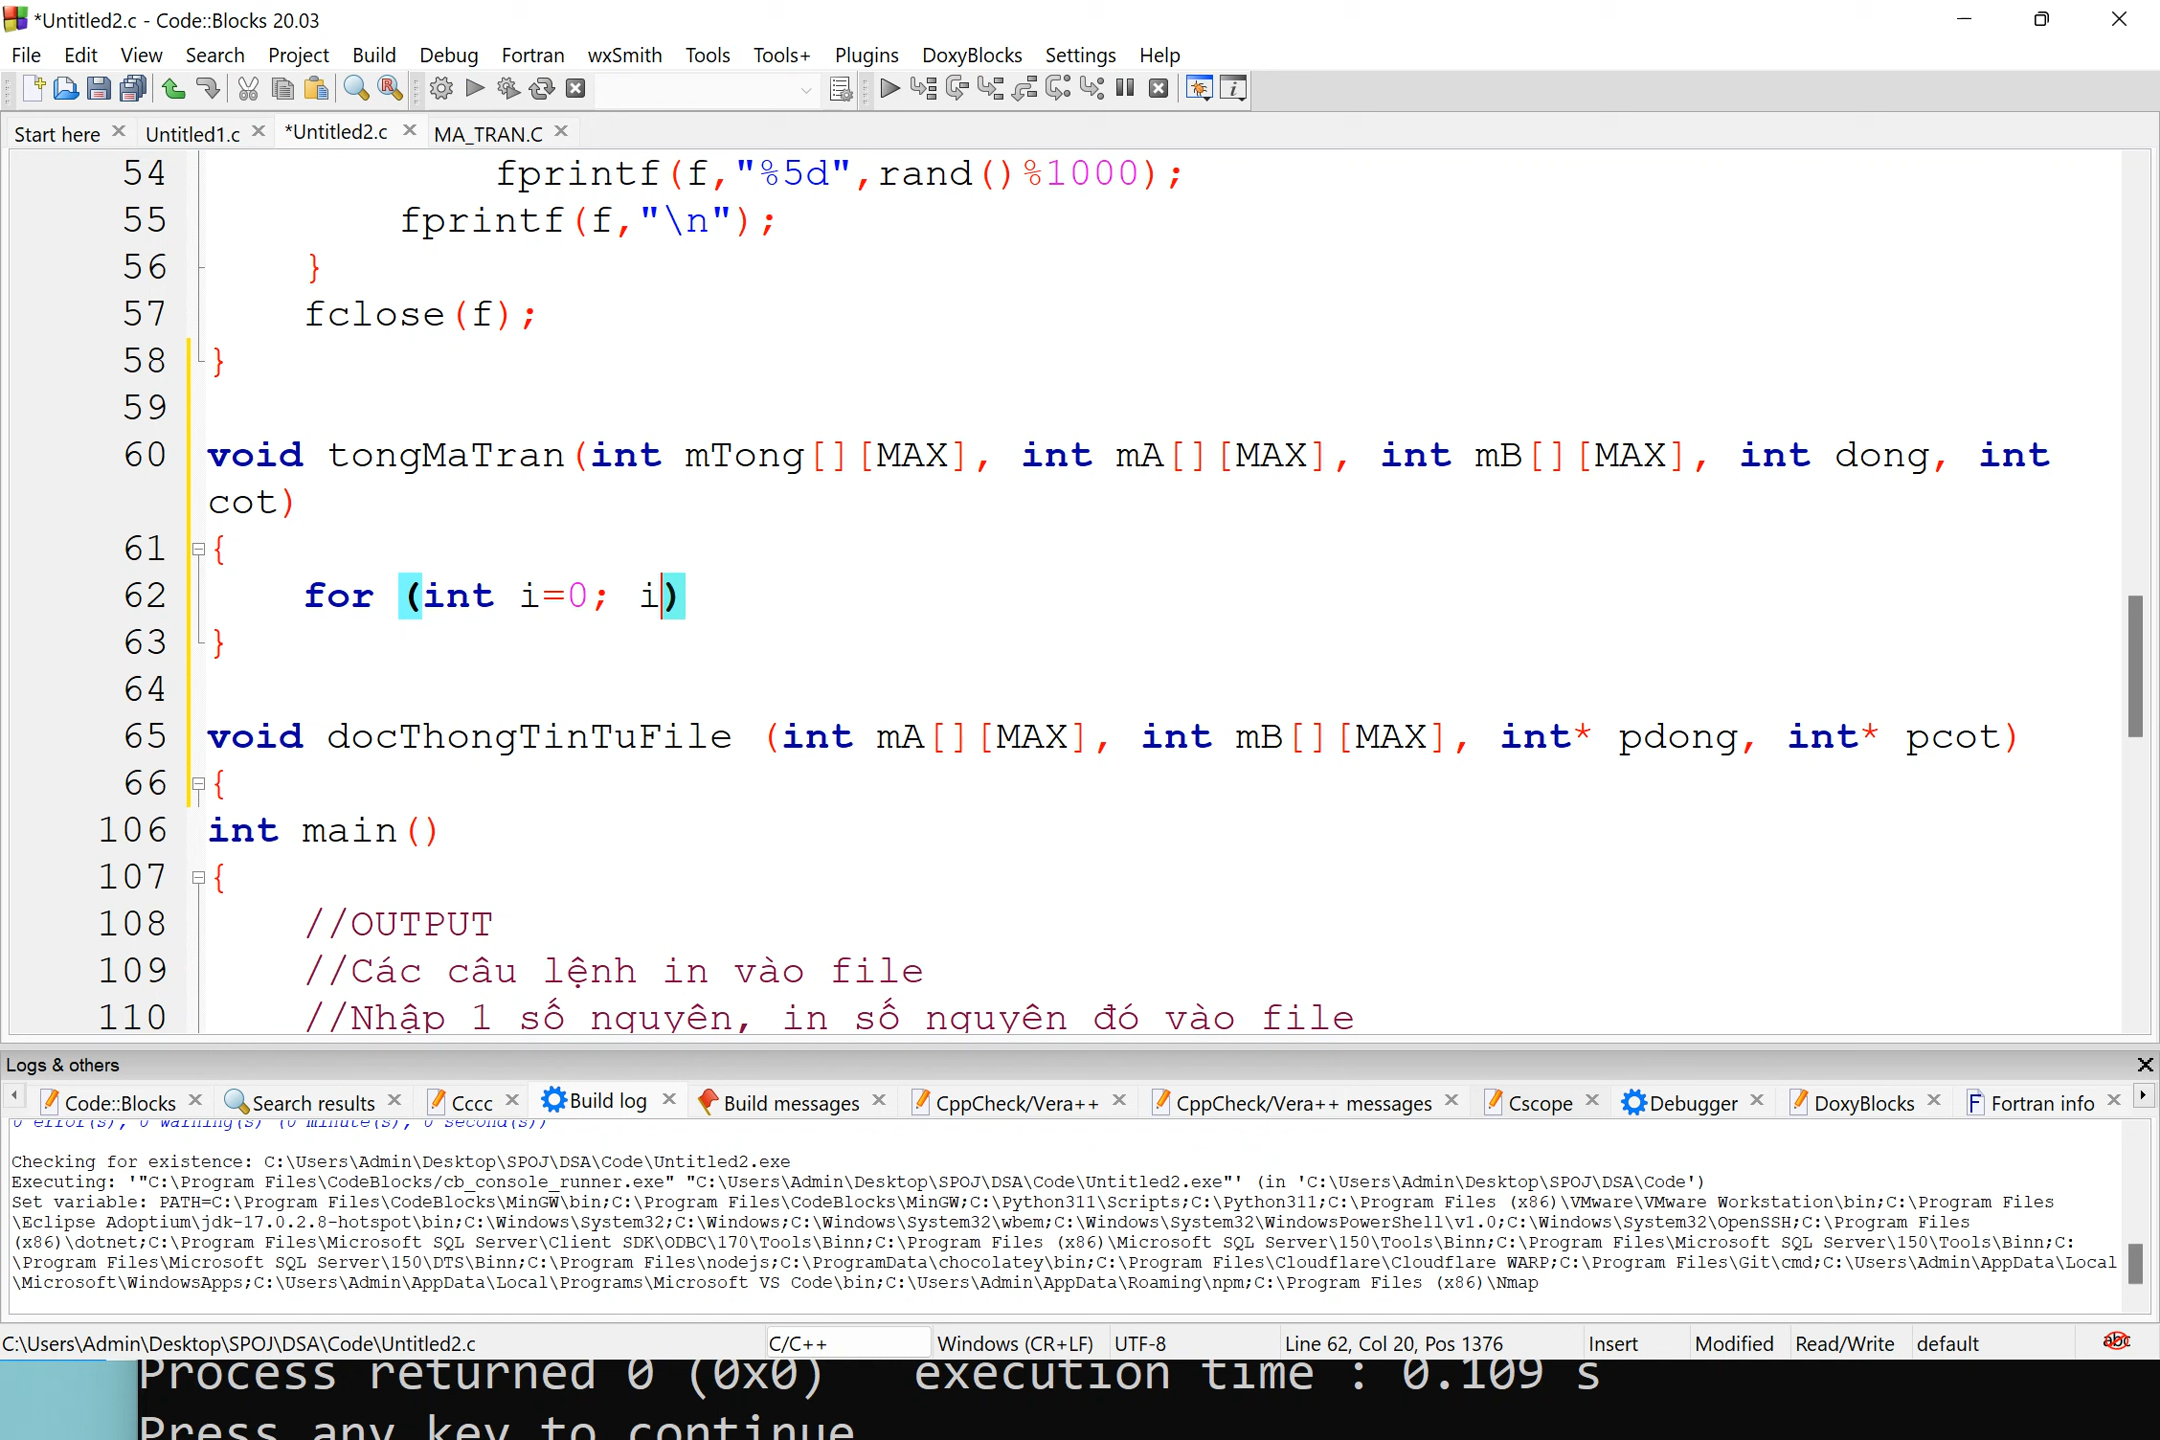 *Untitled2.c - Code::Blocks 20.03
File Edit View Search Project Build Debug Fortran wxSmith Tools Tools+ Plugins DoxyBlocks Settings Help
Start here Untitled1.c *Untitled2.c MA_TRAN.C
54 fprintf(f,"%5d",rand()%1000);
55 fprintf(f,"\n");
56 }
57 fclose(f);
58 }
59
60 void tongMaTran(int mTong[][MAX], int mA[][MAX], int mB[][MAX], int dong, int
cot)
61 {
62 for (int i=0; i)
63 }
64
65 void docThongTinTuFile (int mA[][MAX], int mB[][MAX], int* pdong, int* pcot)
66 {
106 int main()
107 {
108 //OUTPUT
109 //Các câu lệnh in vào file
110 //Nhập 1 số nguyên, in số nguyên đó vào file
Logs & others
Code::Blocks Search results Cccc Build log Build messages CppCheck/Vera++ CppCheck/Vera++ messages Cscope Debugger DoxyBlocks Fortran info
0 error(s), 0 warning(s) (0 minute(s), 0 second(s))
Checking for existence: C:\Users\Admin\Desktop\SPOJ\DSA\Code\Untitled2.exe
Executing: '"C:\Program Files\CodeBlocks/cb_console_runner.exe" "C:\Users\Admin\Desktop\SPOJ\DSA\Code\Untitled2.exe"' (in 'C:\Users\Admin\Desktop\SPOJ\DSA\Code')
Set variable: PATH=C:\Program Files\CodeBlocks\MinGW\bin;C:\Program Files\CodeBlocks\MinGW;C:\Python311\Scripts;C:\Python311;C:\Program Files (x86)\VMware\VMware Workstation\bin;C:\Program Files
\Eclipse Adoptium\jdk-17.0.2.8-hotspot\bin;C:\Windows\System32;C:\Windows;C:\Windows\System32\wbem;C:\Windows\System32\WindowsPowerShell\v1.0;C:\Windows\System32\OpenSSH;C:\Program Files
(x86)\dotnet;C:\Program Files\Microsoft SQL Server\Client SDK\ODBC\170\Tools\Binn;C:\Program Files (x86)\Microsoft SQL Server\150\Tools\Binn;C:\Program Files\Microsoft SQL Server\150\Tools\Binn;C:
\Program Files\Microsoft SQL Server\150\DTS\Binn;C:\Program Files\nodejs;C:\ProgramData\chocolatey\bin;C:\Program Files\Cloudflare\Cloudflare WARP;C:\Program Files\Git\cmd;C:\Users\Admin\AppData\Local
\Microsoft\WindowsApps;C:\Users\Admin\AppData\Local\Programs\Microsoft VS Code\bin;C:\Users\Admin\AppData\Roaming\npm;C:\Program Files (x86)\Nmap
C:\Users\Admin\Desktop\SPOJ\DSA\Code\Untitled2.c C/C++ Windows (CR+LF) UTF-8 Line 62, Col 20, Pos 1376 Insert Modified Read/Write default abc
Process returned 0 (0x0) execution time : 0.109 s
Press any key to continue